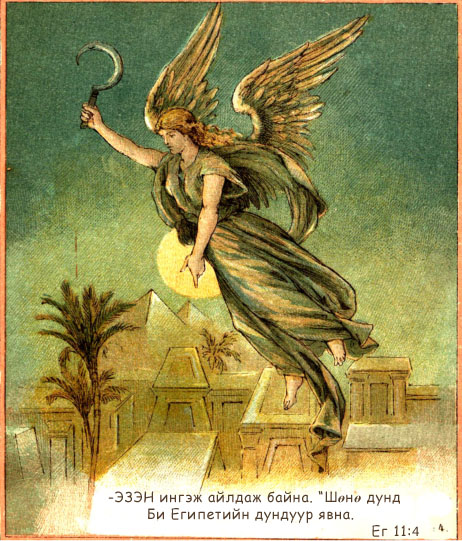 -ЭЗЭН ингэж айлдаж байна. "Шөнө дунд
Би Египетийн дундуур явна.
Ег 11:4
4.